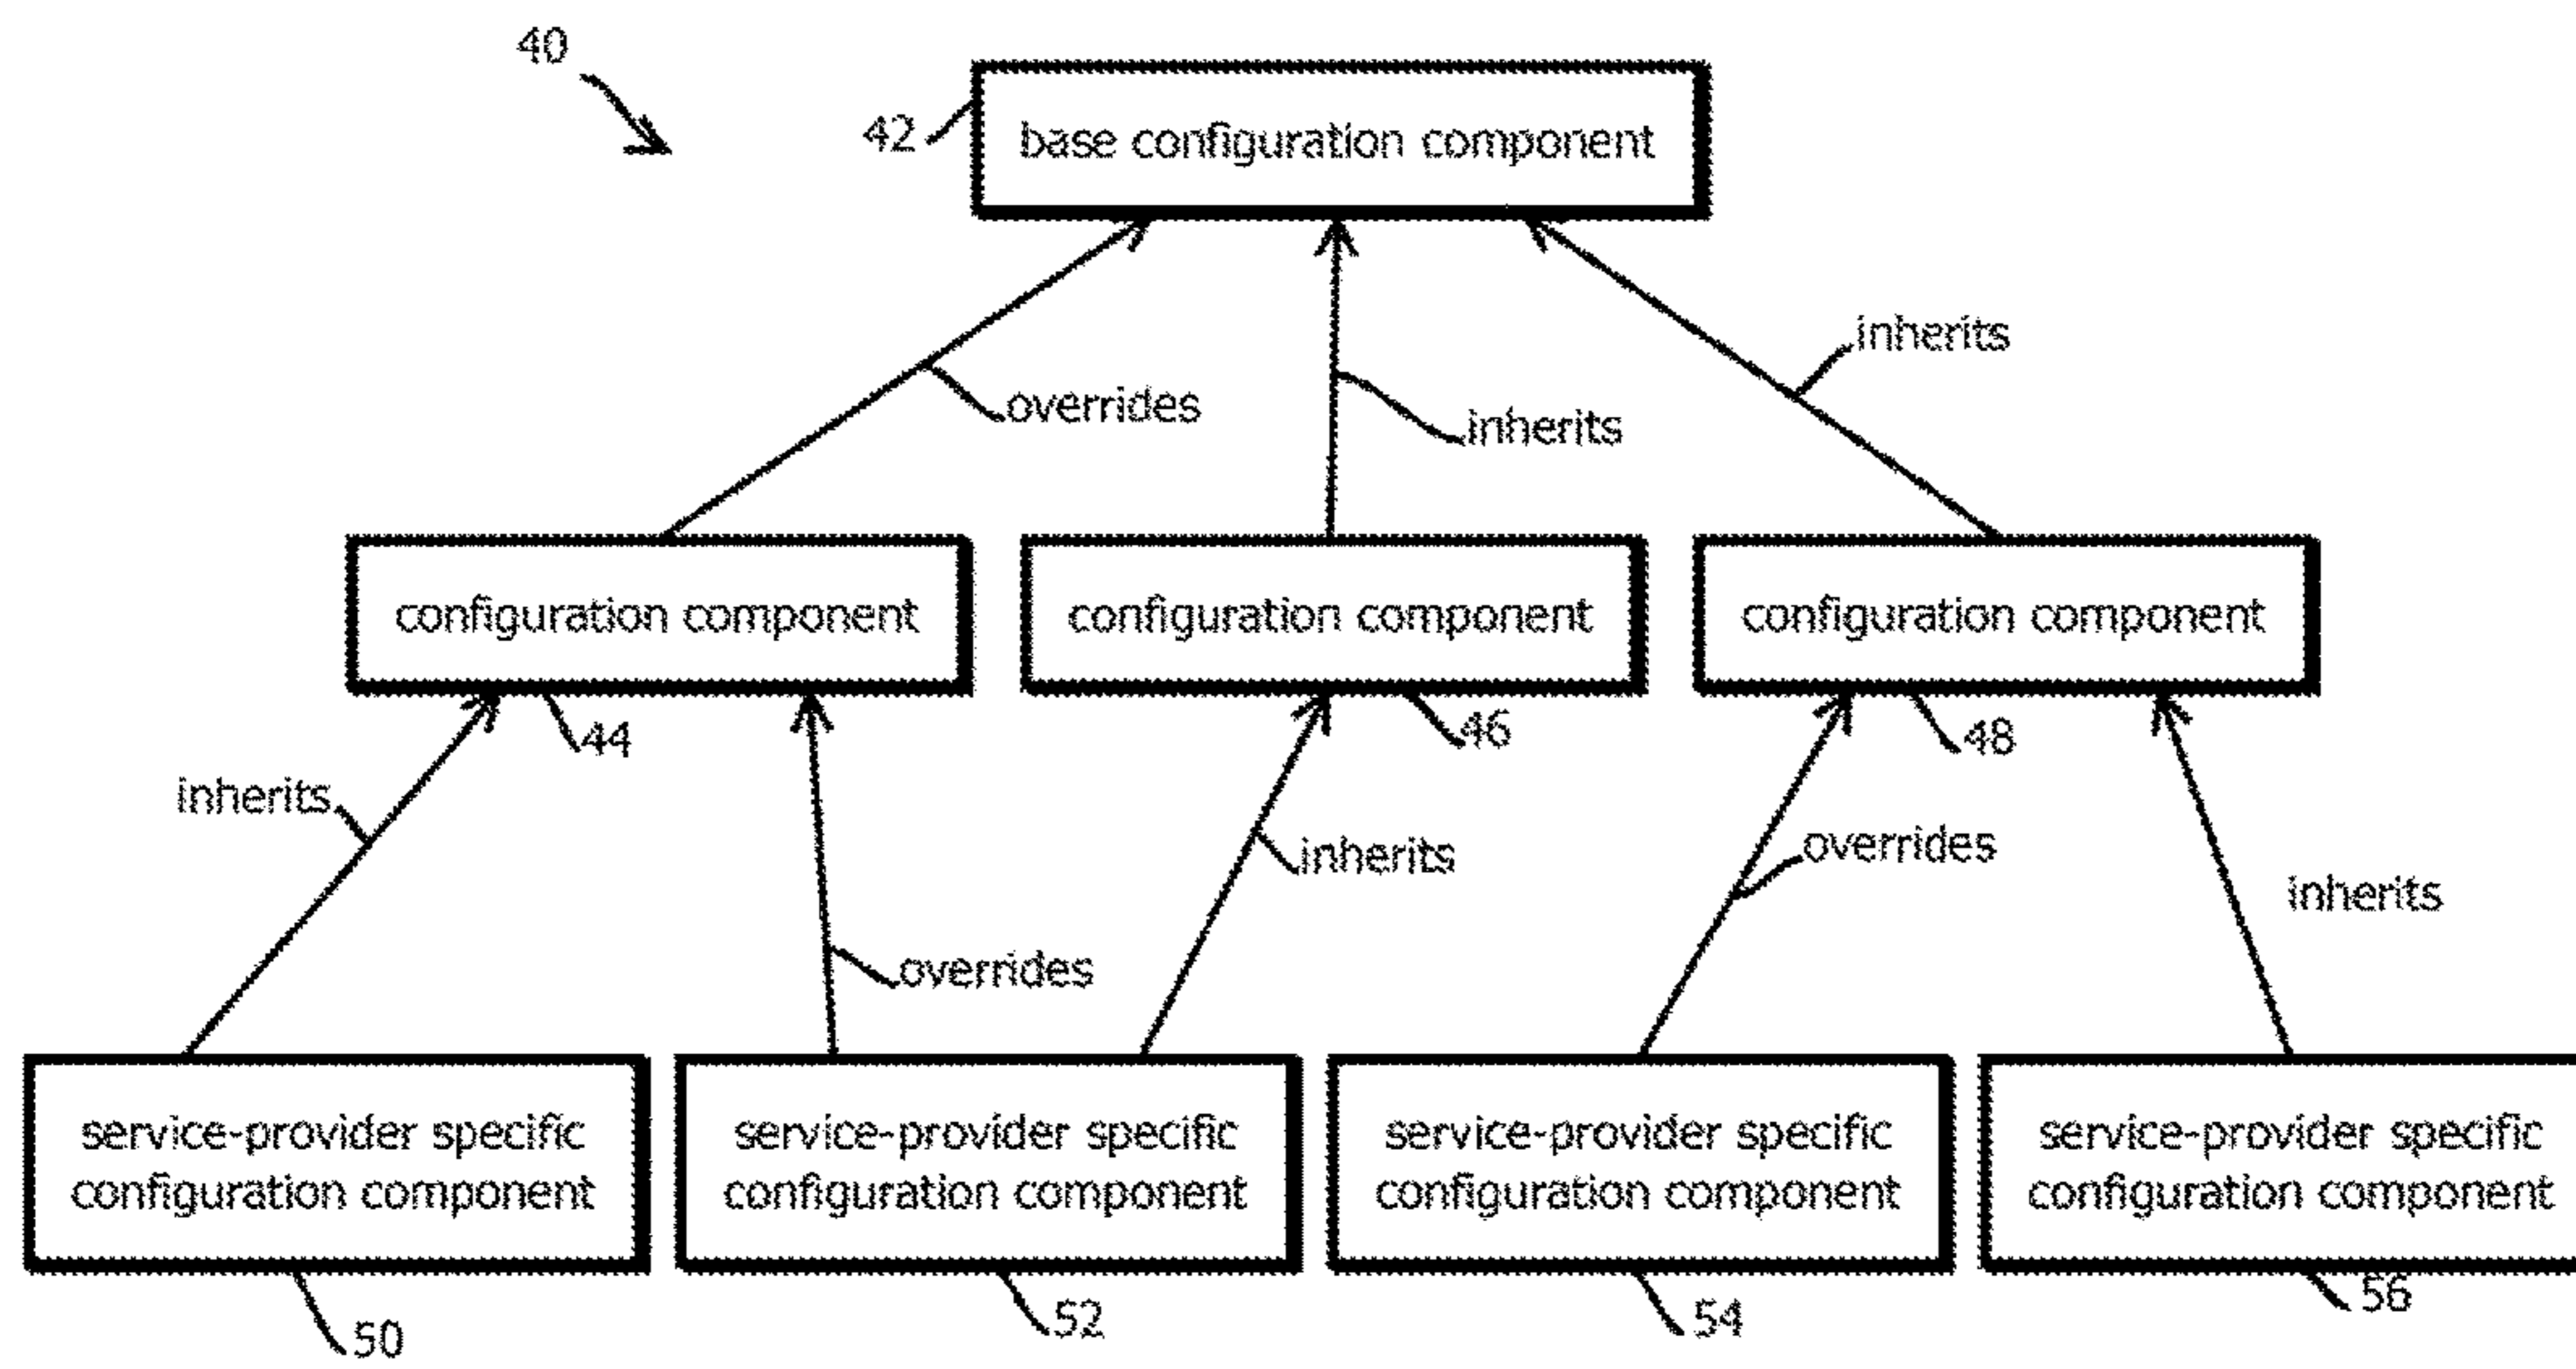 40
42
base configuration component
inherits
overrides
inherits
configuration component
configuration component
configuration component
44
46
48
inherits
overrides
inherits
inherits
overrides
service-provider specific
configuration component
service-provider specific
configuration component
service-provider specific
configuration component
service-provider specific
configuration component
50
52
54
56